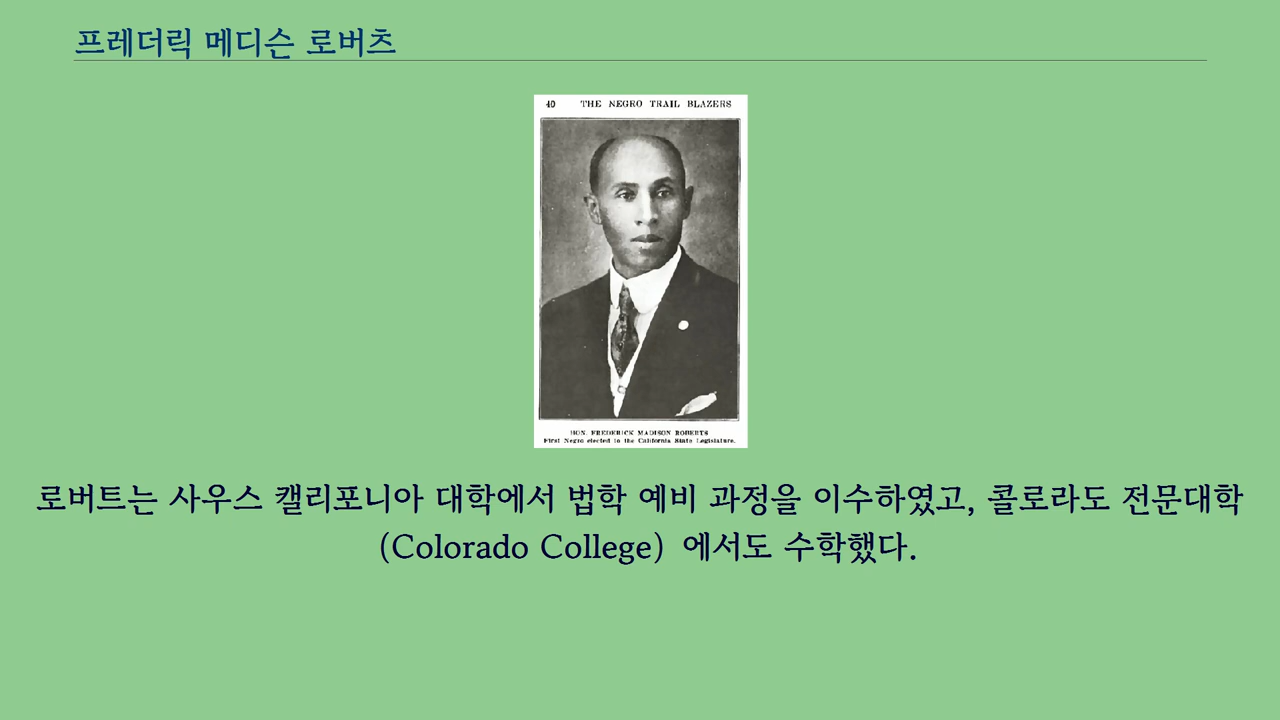 프레더릭 메디슨 로버츠
40 THE NEGRO TRAIL BLAZERS
HON. FREDERICK MADISON ROBERTS
First Negro elected to the California State Legislature.
로버트는 사우스 캘리포니아 대학에서 법학 예비 과정을 이수하였고, 콜로라도 전문대학
(Colorado College) 에서도 수학했다.